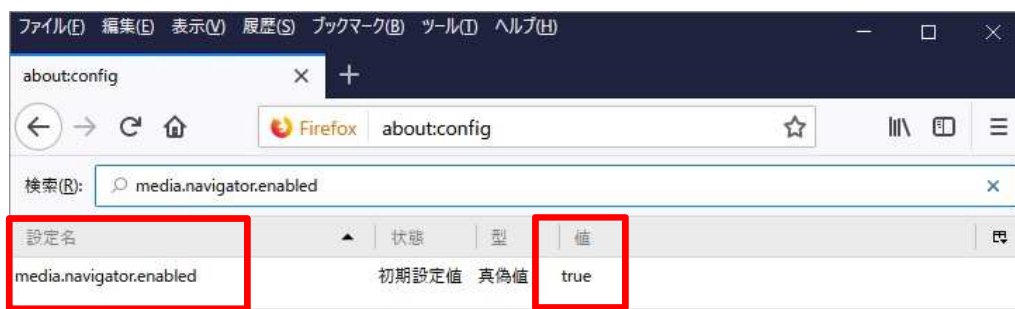 ファイル(F) 編集(E) 表示(V) 履歴(S) ブックマーク(B) ツール(T) ヘルプ(H)
about:config
Firefox about:config
検索(R): media.navigator.enabled
設定名 状態 型 値
media.navigator.enabled 初期設定値 真偽値 true